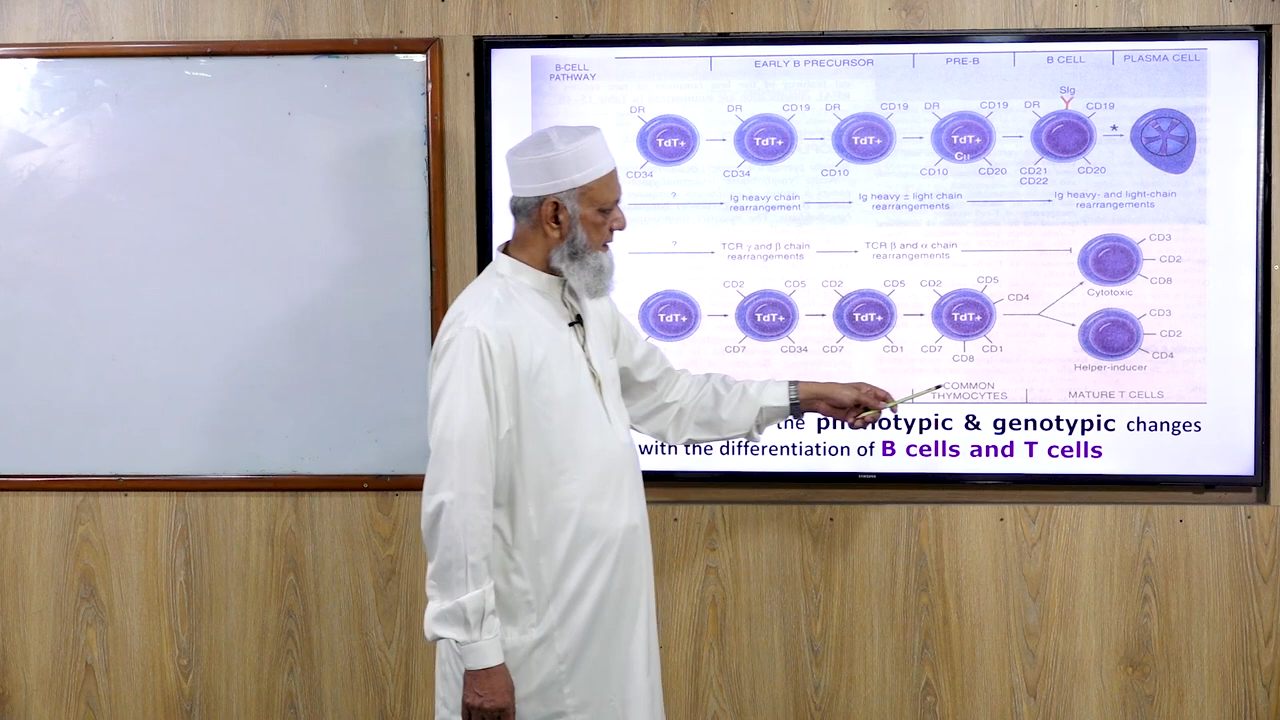 B-CELL
PATHWAY
EARLY B PRECURSOR
PRE-B
B CELL
PLASMA CELL
SIg
DR
DR CD19
DR CD19
DR CD19
DR CD19
TdT+
TdT+
TdT+
TdT+
*
CD34
CD34
CD10
CD10 CD20
CD21
CD22
CD20
?
Ig heavy chain
rearrangement
Ig heavy ± light chain
rearrangements
Ig heavy- and light-chain
rearrangements
?
TCR γ and β chain
rearrangements
TCR β and α chain
rearrangements
CD3
CD2
CD8
Cytotoxic
CD2 CD5
CD2 CD5
CD2 CD5
CD4
TdT+
TdT+
TdT+
TdT+
CD7 CD34
CD7 CD1
CD7 CD1
CD8
CD3
CD2
CD4
Helper-inducer
COMMON
THYMOCYTES
MATURE T CELLS
the phenotypic & genotypic changes
with the differentiation of B cells and T cells
SAMSUNG